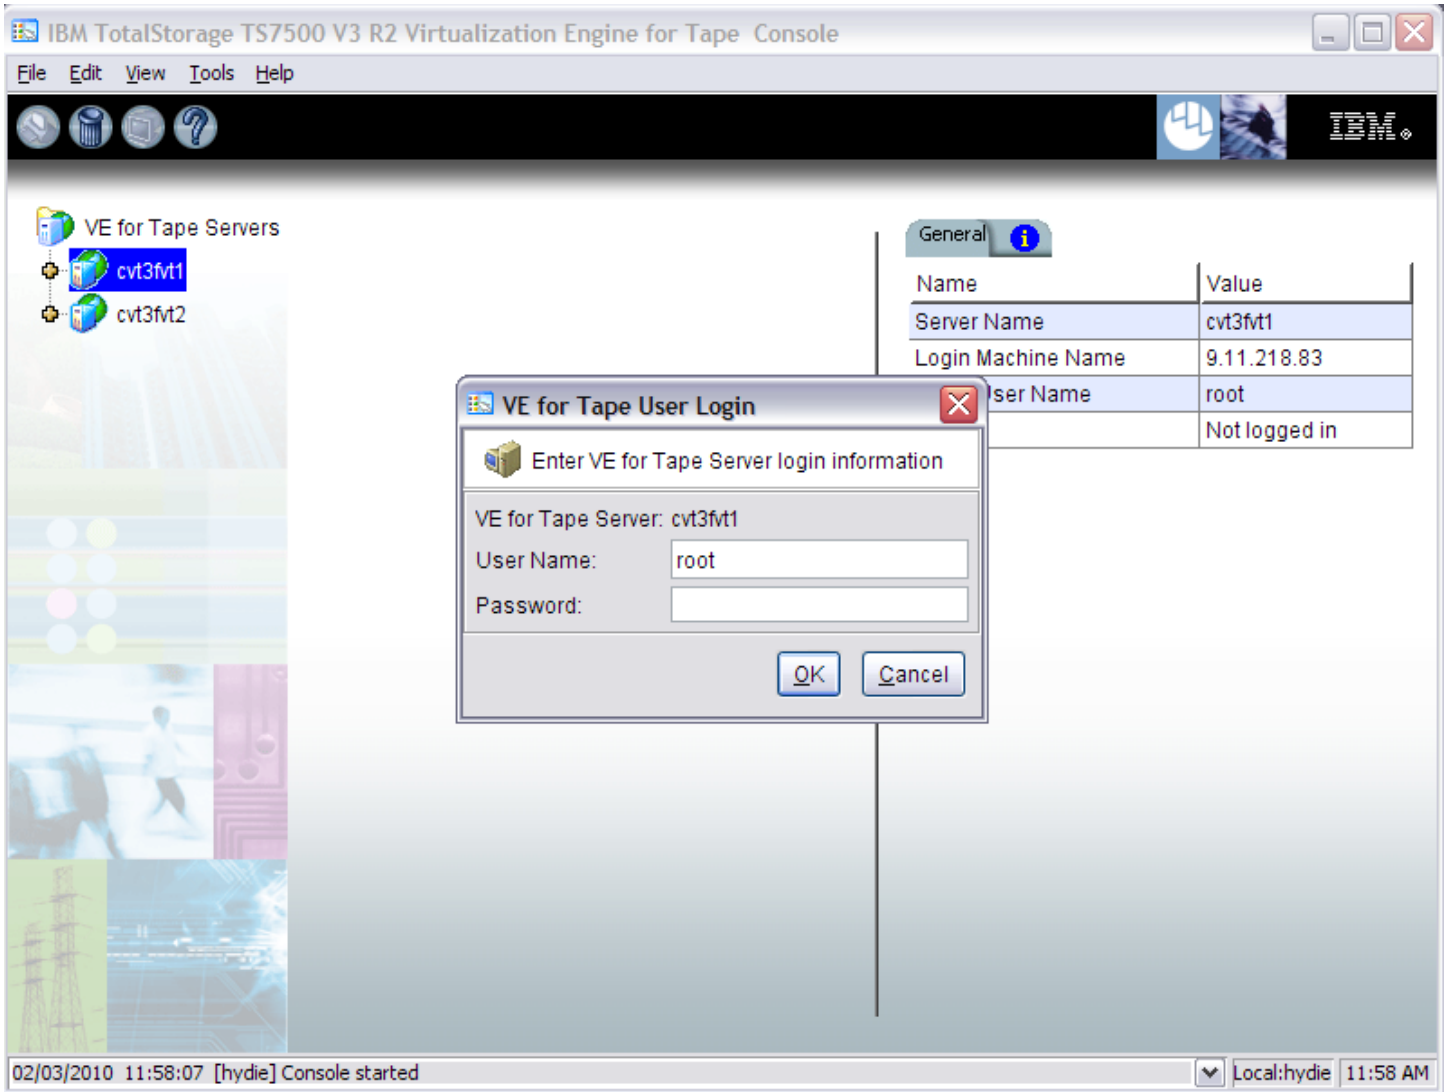 IBM TotalStorage TS7500 V3 R2 Virtualization Engine for Tape Console
File Edit View Tools Help
IBM
VE for Tape Servers
cvt3fvt1
cvt3fvt2
General
Name Value
Server Name cvt3fvt1
Login Machine Name 9.11.218.83
User Name root
Not logged in
VE for Tape User Login
Enter VE for Tape Server login information
VE for Tape Server: cvt3fvt1
User Name: root
Password:
OK Cancel
02/03/2010 11:58:07 [hydie] Console started
Local:hydie 11:58 AM